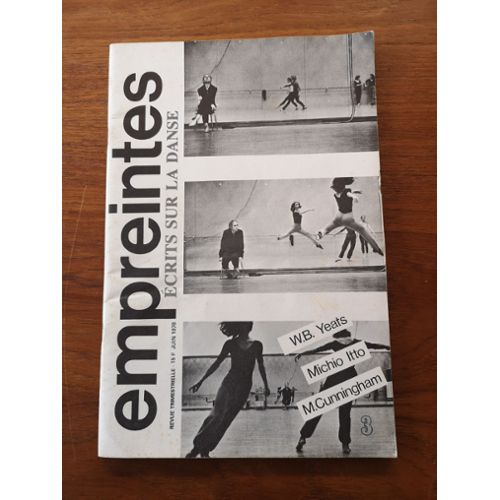 empreintes
ÉCRITS SUR LA DANSE
REVUE TRIMESTRIELLE - 15 F JUIN 1978
W.B. Yeats
Michio Itto
M.Cunningham
3